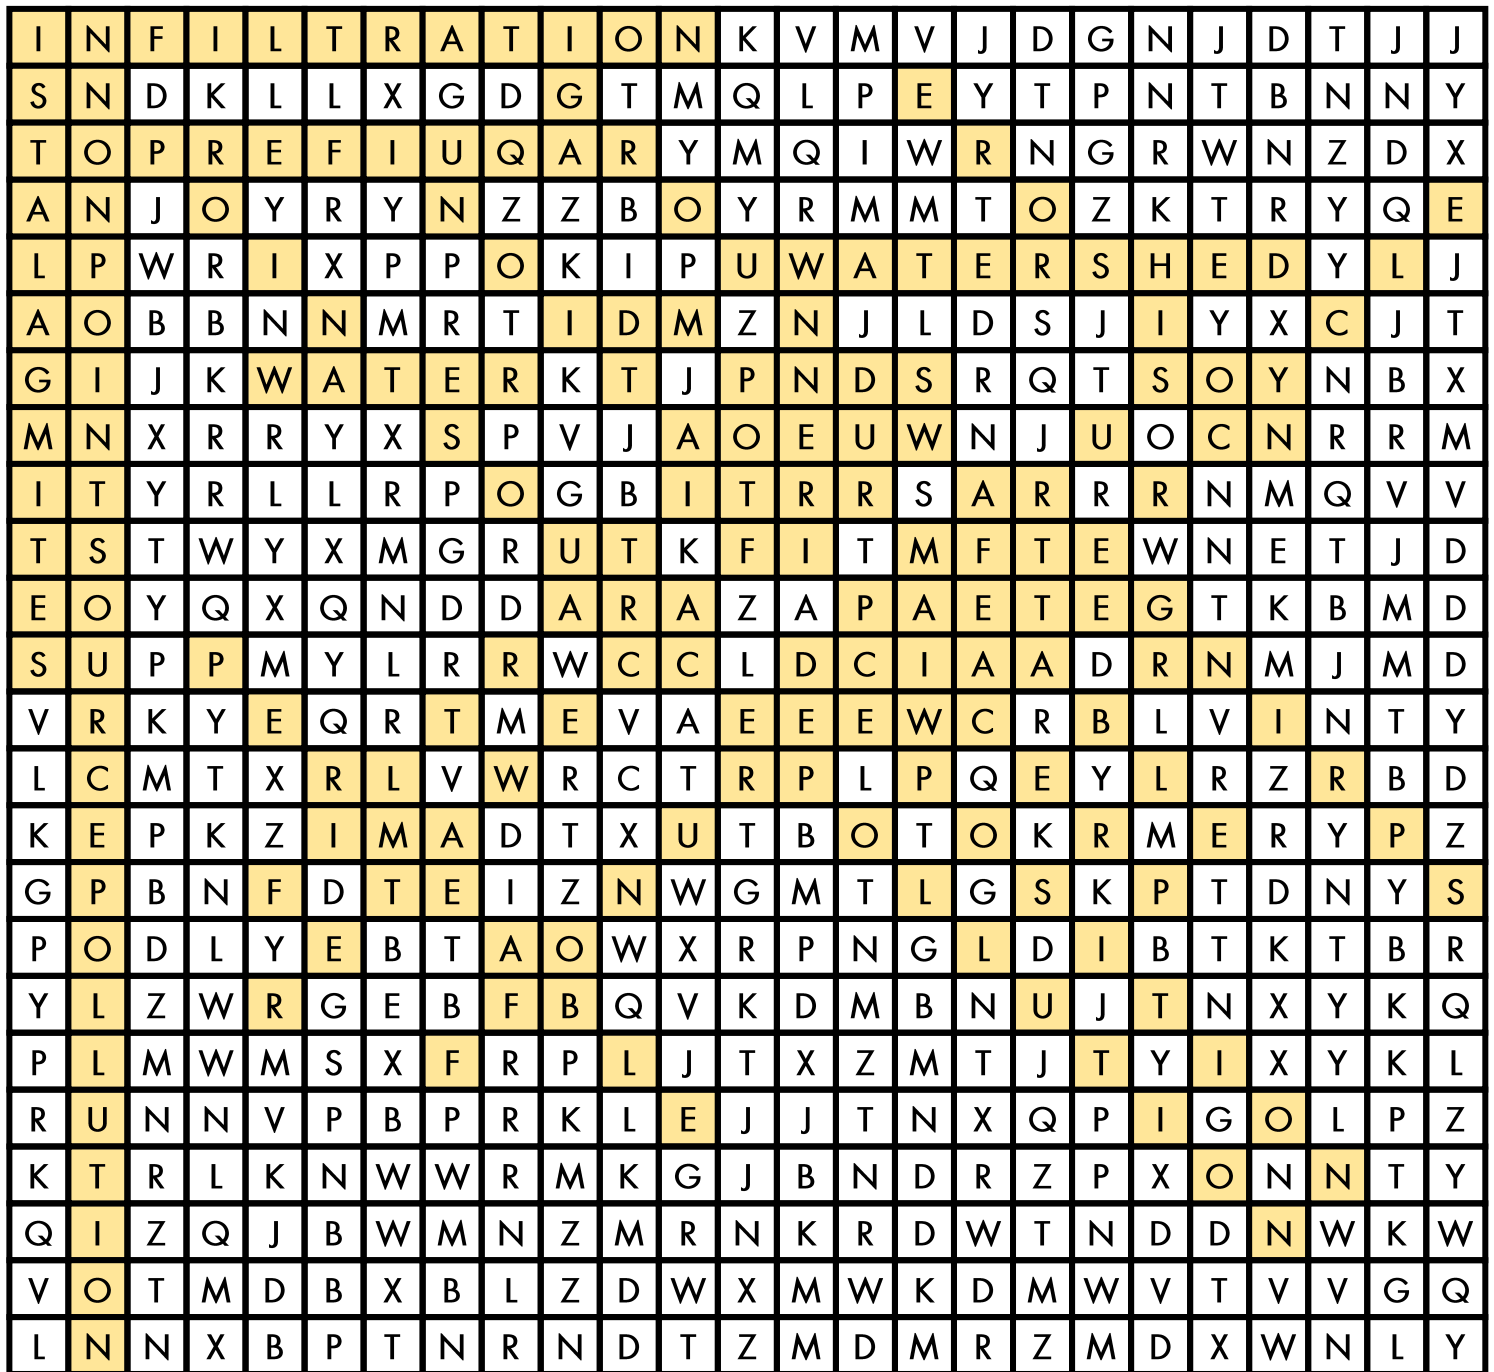 I N F I L T R A T I O N K V M V J D G N J D T J J
S N D K L L X G D G T M Q L P E Y T P N T B N N Y
T O P R E F I U Q A R Y M Q I W R N G R W N Z D X
A N J O Y R Y N Z Z B O Y R M M T O Z K T R Y Q E
L P W R I X P P O K I P U W A T E R S H E D Y L J
A O B B N N M R T I D M Z N J L D S J I Y X C J T
G I J K W A T E R K T J P N D S R Q T S O Y N B X
M N X R R Y X S P V J A O E U W N J U O C N R R M
I T Y R L L R P O G B I T R R S A R R R N M Q V V
T S T W Y X M G R U T K F I T M F T E W N E T J D
E O Y Q X Q N D D A R A Z A P A E T E G T K B M D
S U P P M Y L R R W C C L D C I A A D R N M J M D
V R K Y E Q R T M E V A E E E W C R B L V I N T Y
L C M T X R L V W R C T R P L P Q E Y L R Z R B D
K E P K Z I M A D T X U T B O T O K R M E R Y P Z
G P B N F D T E I Z N W G M T L G S K P T D N Y S
P O D L Y E B T A O W X R P N G L D I B T K T B R
Y L Z W R G E B F B Q V K D M B N U J T N X Y K Q
P L M W M S X F R P L J T X Z M T J T Y I X Y K L
R U N N V P B P R K L E J J T N X Q P I G O L P Z
K T R L K N W W R M K G J B N D R Z P X O N N T Y
Q I Z Q J B W M N Z M R N K R D W T N D D N W K W
V O T M D B X B L Z D W X M W K D M W V T V V G Q
L N N X B P T N R N D T Z M D M R Z M D X W N L Y